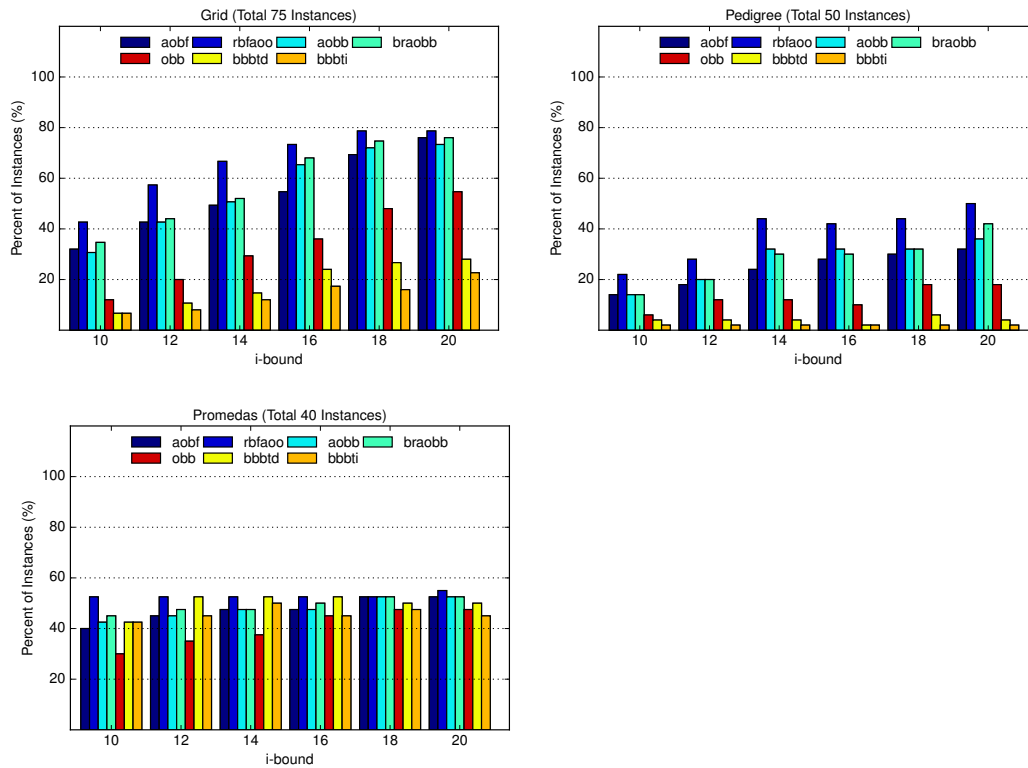 Grid (Total 75 Instances)
aobf rbfaoo aobb braobb
obb bbbtd bbbti
100
80
60
40
20
Percent of Instances (%)
10 12 14 16 18 20
i-bound
Pedigree (Total 50 Instances)
aobf rbfaoo aobb braobb
obb bbbtd bbbti
100
80
60
40
20
Percent of Instances (%)
10 12 14 16 18 20
i-bound
Promedas (Total 40 Instances)
aobf rbfaoo aobb braobb
obb bbbtd bbbti
100
80
60
40
20
Percent of Instances (%)
10 12 14 16 18 20
i-bound